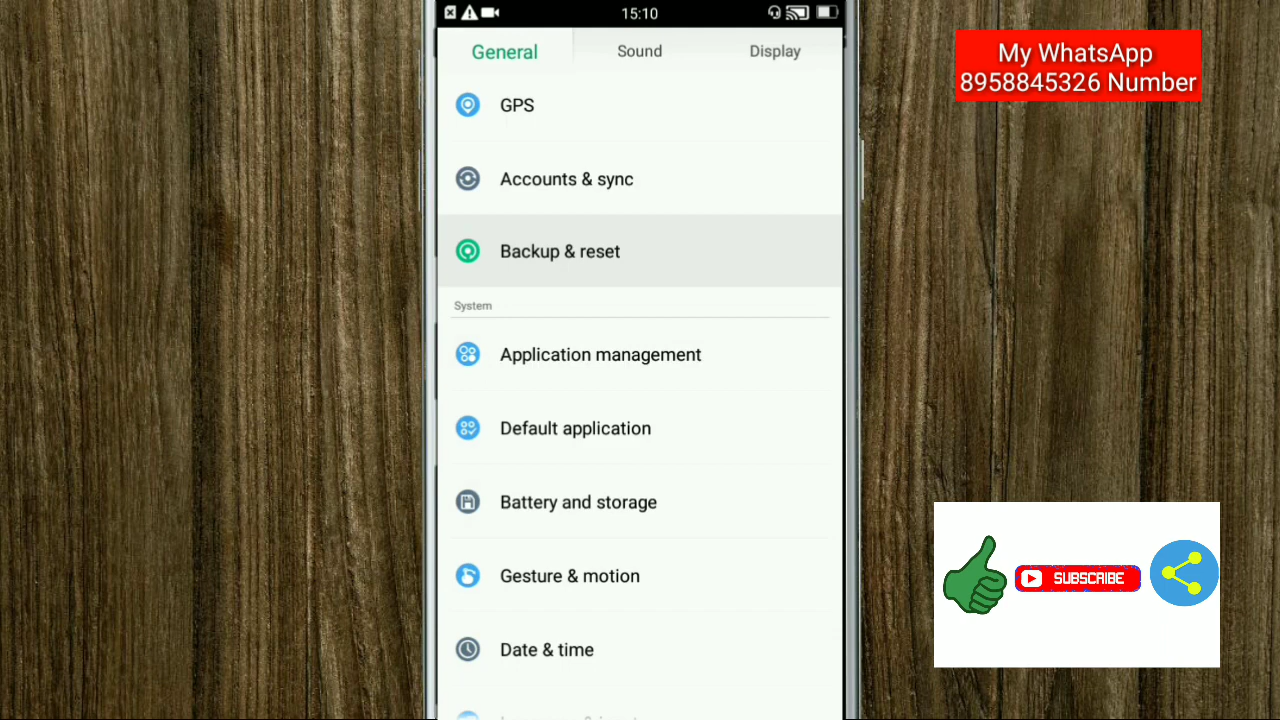 15:10
General
Sound
Display
My WhatsApp
8958845326 Number
GPS
Accounts & sync
Backup & reset
System
Application management
Default application
Battery and storage
SUBSCRIBE
Gesture & motion
Date & time